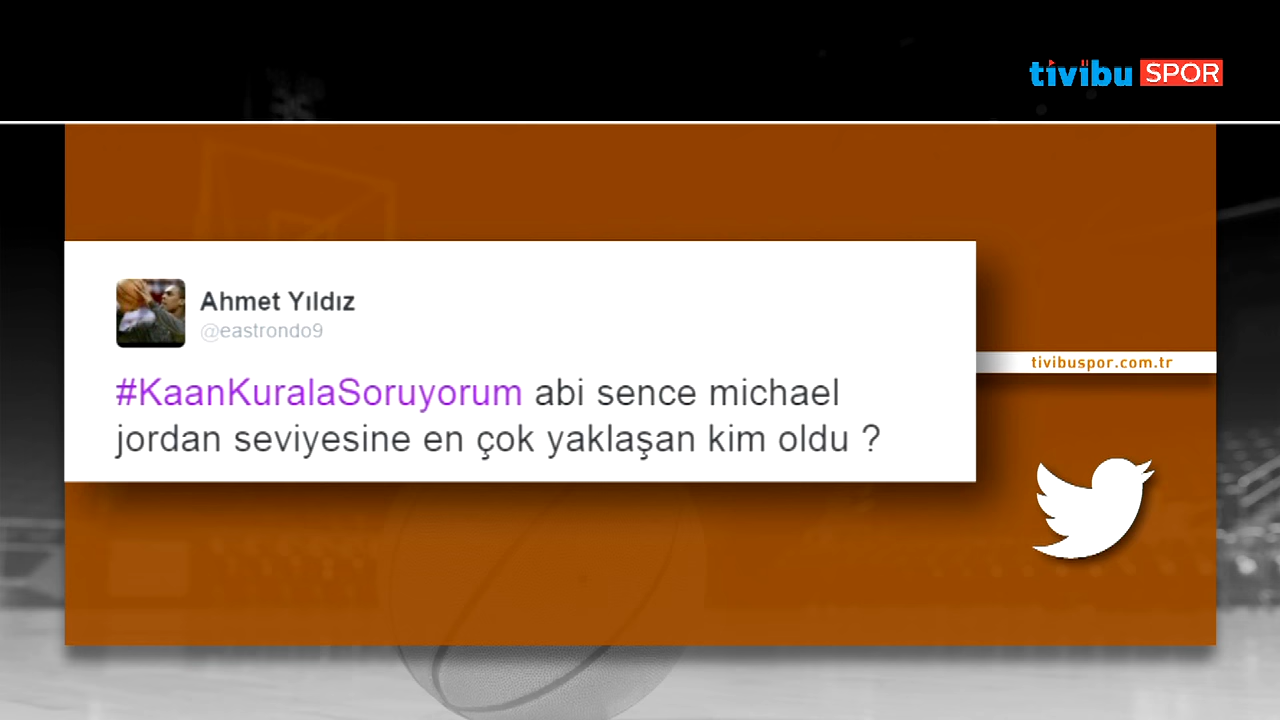 tivibu SPOR
Ahmet Yıldız
@eastrondo9
tivibuspor.com.tr
#KaanKuralaSoruyorum abi sence michael
jordan seviyesine en çok yaklaşan kim oldu ?